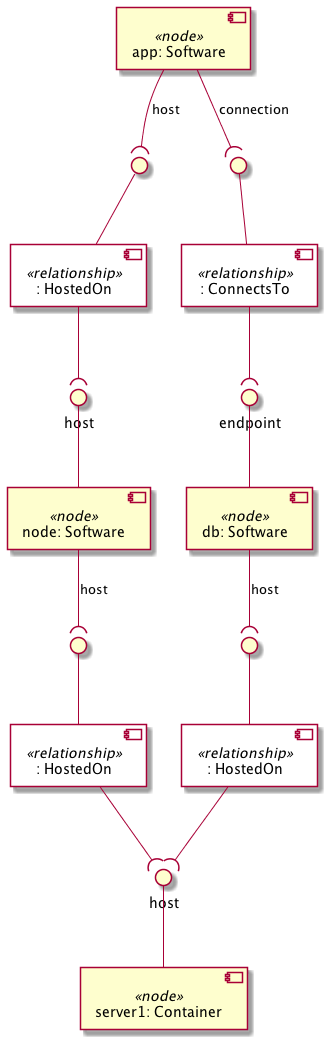 «node»
app: Software
host
connection
«relationship»
: HostedOn
«relationship»
: ConnectsTo
host
endpoint
«node»
node: Software
«node»
db: Software
host
host
«relationship»
: HostedOn
«relationship»
: HostedOn
host
«node»
server1: Container